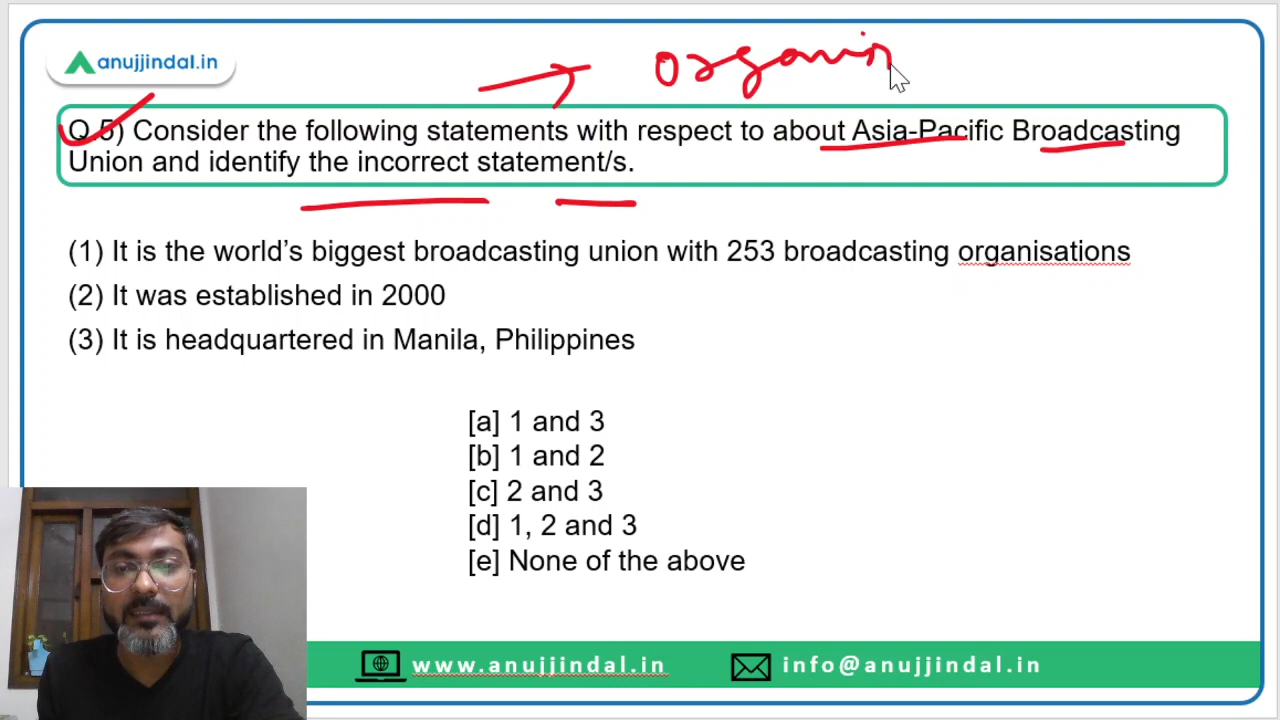 anujjindal.in
organi
Q.5) Consider the following statements with respect to about Asia-Pacific Broadcasting
Union and identify the incorrect statement/s.
(1) It is the world's biggest broadcasting union with 253 broadcasting organisations
(2) It was established in 2000
(3) It is headquartered in Manila, Philippines
[a] 1 and 3
[b] 1 and 2
[c] 2 and 3
[d] 1, 2 and 3
[e] None of the above
www.anujjindal.in info@anujjindal.in